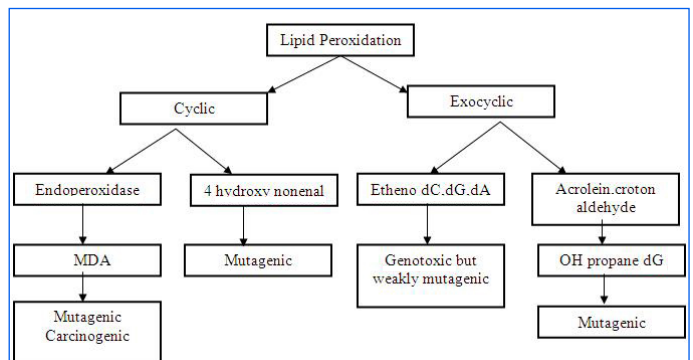 Lipid Peroxidation
Cyclic
Exocyclic
Endoperoxidase
4 hydroxy nonenal
Etheno dC.dG.dA
Acrolein.croton
aldehyde
MDA
Mutagenic
Genotoxic but
weakly mutagenic
OH propane dG
Mutagenic
Carcinogenic
Mutagenic